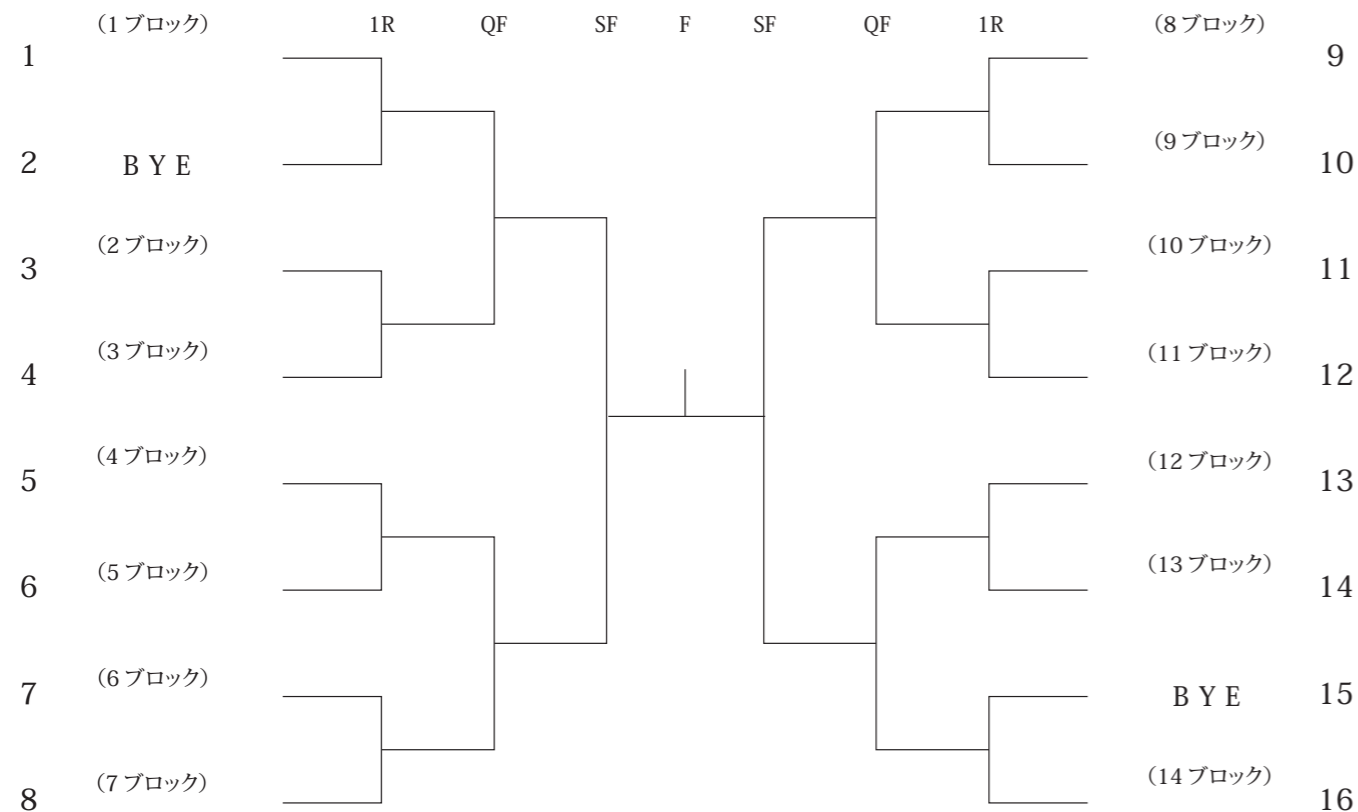 (1ブロック) 1R QF SF F SF QF 1R (8ブロック)
1 9
(9ブロック)
2 BYE 10
(2ブロック) (10ブロック)
3 11
(3ブロック) (11ブロック)
4 12
(4ブロック) (12ブロック)
5 13
(5ブロック) (13ブロック)
6 14
(6ブロック)
7 BYE 15
(7ブロック) (14ブロック)
8 16